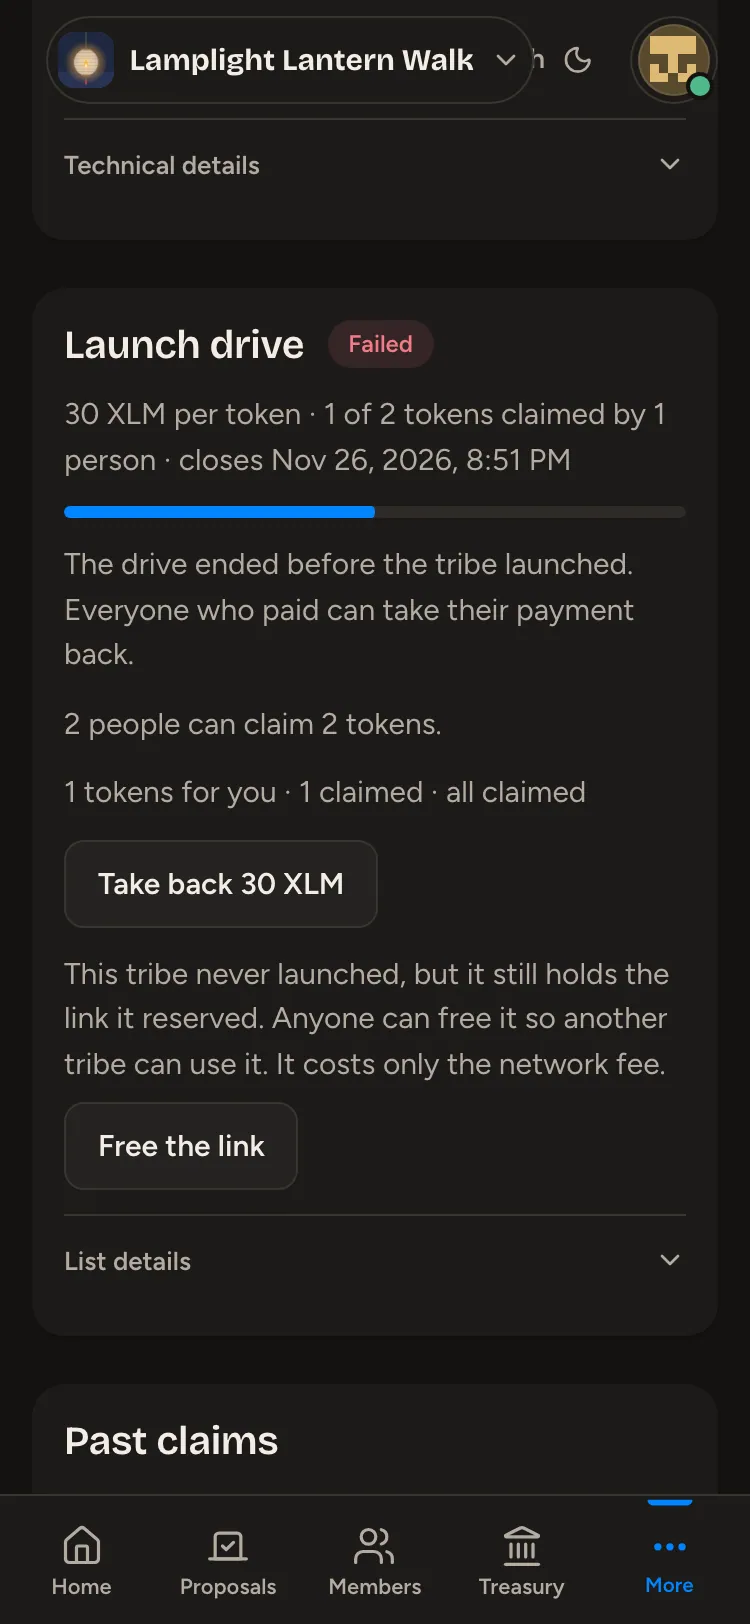 Lamplight Lantern Walk
h
Technical details
Launch drive
Failed
30 XLM per token · 1 of 2 tokens claimed by 1
person · closes Nov 26, 2026, 8:51 PM
The drive ended before the tribe launched.
Everyone who paid can take their payment
back.
2 people can claim 2 tokens.
1 tokens for you · 1 claimed · all claimed
Take back 30 XLM
This tribe never launched, but it still holds the
link it reserved. Anyone can free it so another
tribe can use it. It costs only the network fee.
Free the link
List details
Past claims
Home
Proposals
Members
Treasury
More